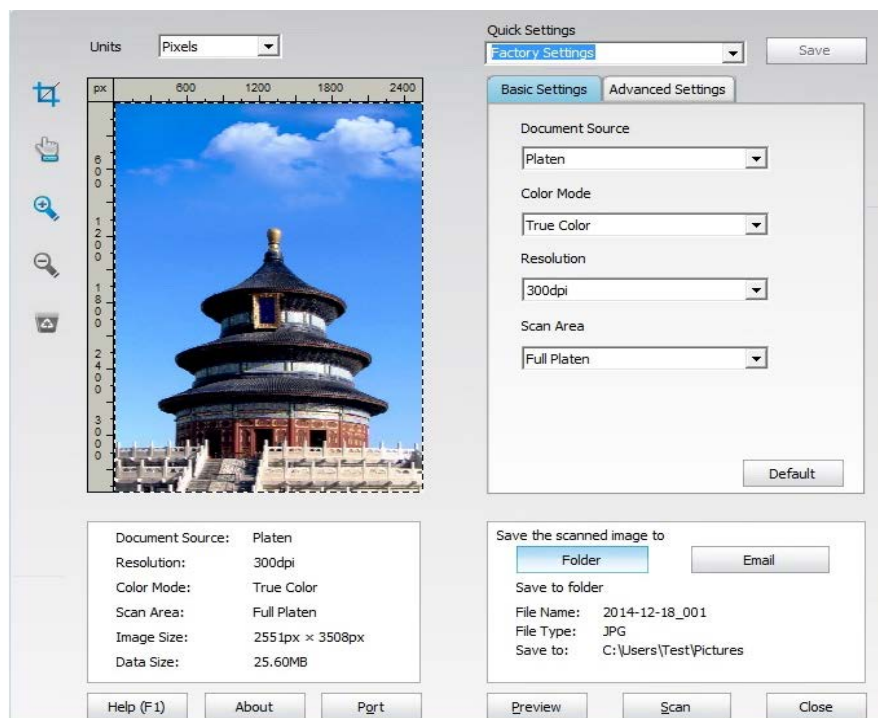 Units Pixels
Quick Settings
Factory Settings Save
px 600 1200 1800 2400
600
1200
1800
2400
3000
Basic Settings Advanced Settings
Document Source
Platen
Color Mode
True Color
Resolution
300dpi
Scan Area
Full Platen
Default
Document Source: Platen
Resolution: 300dpi
Color Mode: True Color
Scan Area: Full Platen
Image Size: 2551px × 3508px
Data Size: 25.60MB
Save the scanned image to
Folder Email
Save to folder
File Name: 2014-12-18_001
File Type: JPG
Save to: C:\Users\Test\Pictures
Help (F1) About Port
Preview Scan Close